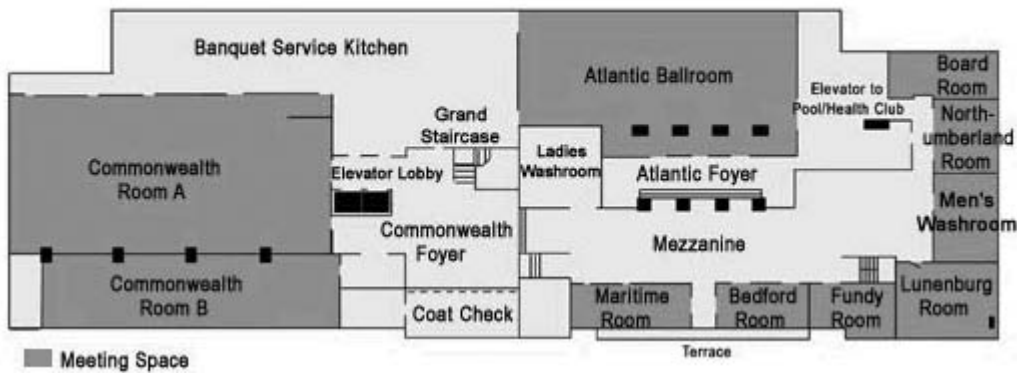 Banquet Service Kitchen
Atlantic Ballroom
Elevator to
Pool/Health Club
Board
Room
North-
umberland
Room
Men's
Washroom
Grand
Staircase
Ladies
Washroom
Atlantic Foyer
Commonwealth
Room A
Elevator Lobby
Commonwealth
Foyer
Mezzanine
Commonwealth
Room B
Coat Check
Maritime
Room
Bedford
Room
Fundy
Room
Lunenburg
Room
Terrace
Meeting Space